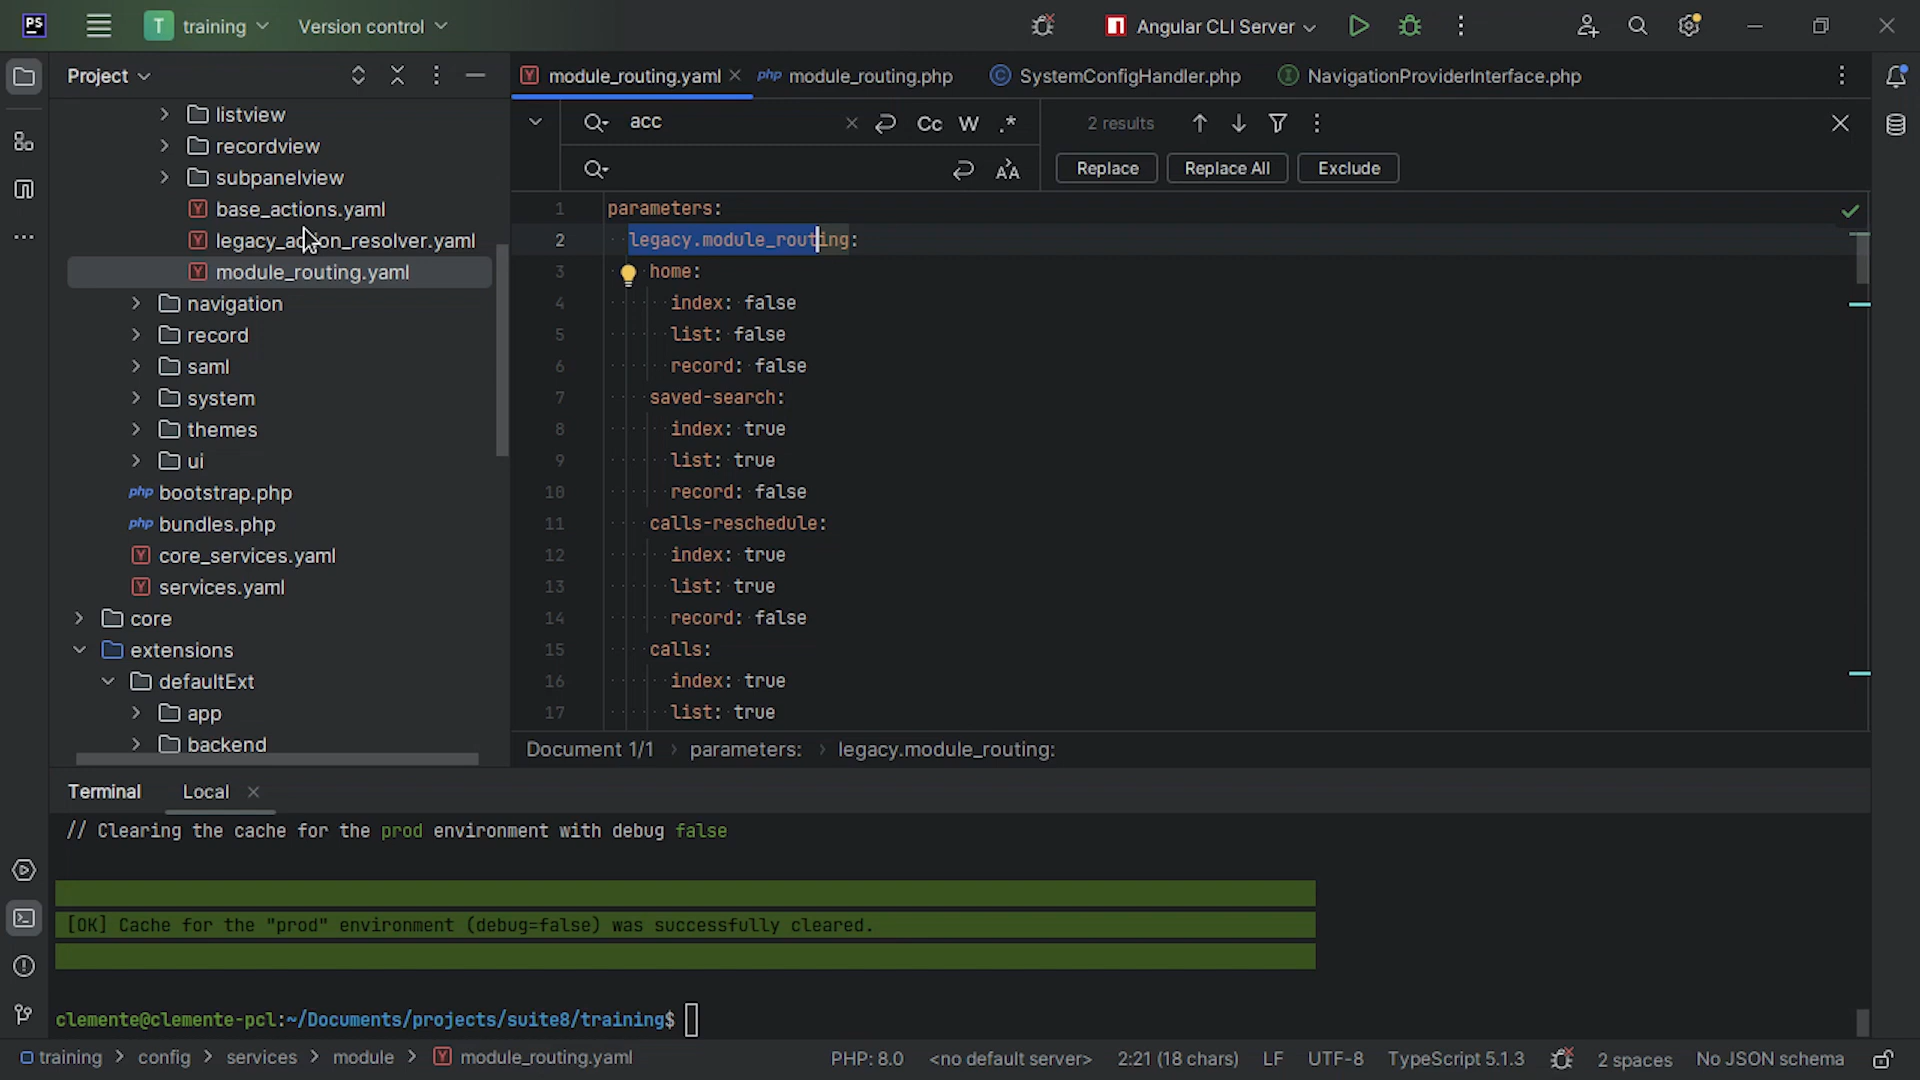 PS
T training
Version control
Angular CLI Server
Project
module_routing.yaml
php module_routing.php
C SystemConfigHandler.php
I NavigationProviderInterface.php
listview
recordview
subpanelview
Y base_actions.yaml
Y legacy_action_resolver.yaml
Y module_routing.yaml
navigation
record
saml
system
themes
ui
php bootstrap.php
php bundles.php
Y core_services.yaml
Y services.yaml
core
extensions
defaultExt
app
backend
acc
Cc W .*
2 results
Replace
Replace All
Exclude
1 parameters:
2 legacy.module_routing:
3 home:
4 index: false
5 list: false
6 record: false
7 saved-search:
8 index: true
9 list: true
10 record: false
11 calls-reschedule:
12 index: true
13 list: true
14 record: false
15 calls:
16 index: true
17 list: true
Document 1/1 › parameters: › legacy.module_routing:
Terminal
Local
// Clearing the cache for the prod environment with debug false
[OK] Cache for the "prod" environment (debug=false) was successfully cleared.
clemente@clemente-pcl:~/Documents/projects/suite8/training$
training > config > services > module > Y module_routing.yaml
PHP: 8.0
<no default server>
2:21 (18 chars)
LF
UTF-8
TypeScript 5.1.3
2 spaces
No JSON schema